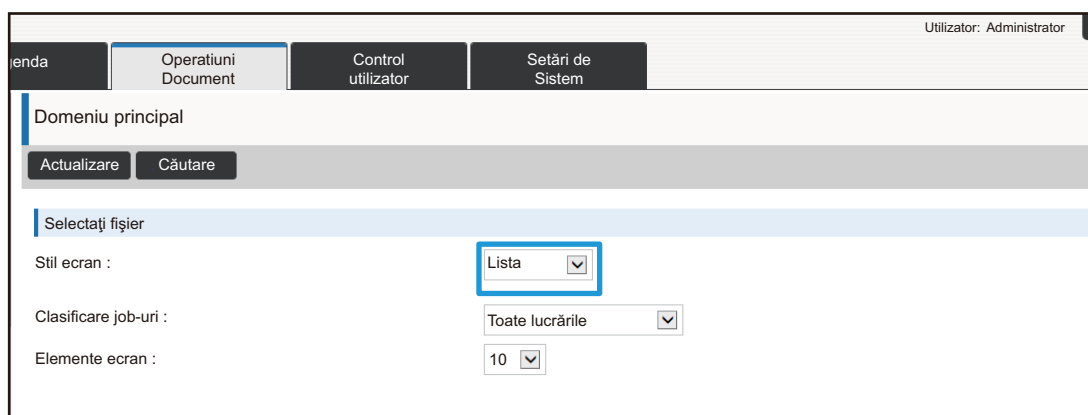 Utilizator: Administrator
genda
Operatiuni
Document
Control
utilizator
Setări de
Sistem
Domeniu principal
Actualizare
Căutare
Selectaţi fişier
Stil ecran :
Lista
Clasificare job-uri :
Toate lucrările
Elemente ecran :
10